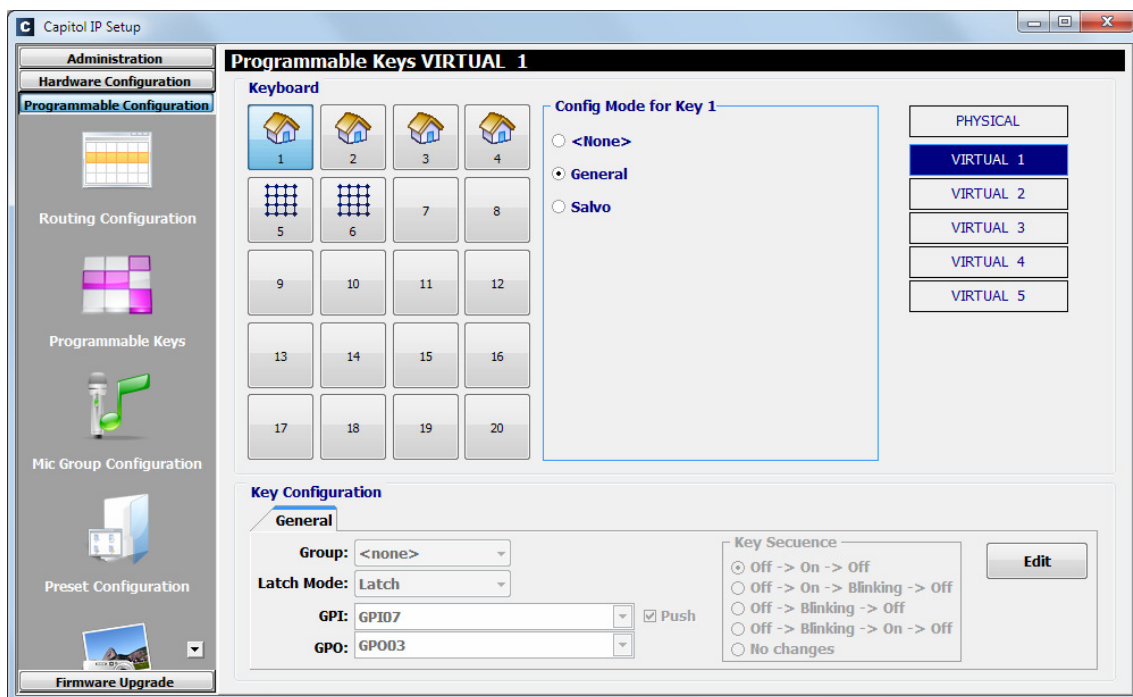 Capitol IP Setup
Administration
Hardware Configuration
Programmable Configuration
Routing Configuration
Programmable Keys
Mic Group Configuration
Preset Configuration
Firmware Upgrade
Programmable Keys VIRTUAL 1
Keyboard
1 2 3 4
5 6 7 8
9 10 11 12
13 14 15 16
17 18 19 20
Config Mode for Key 1
<None>
General
Salvo
PHYSICAL
VIRTUAL 1
VIRTUAL 2
VIRTUAL 3
VIRTUAL 4
VIRTUAL 5
Key Configuration
General
Group: <none>
Latch Mode: Latch
GPI: GPI07 Push
GPO: GPO03
Key Secuence
Off -> On -> Off
Off -> On -> Blinking -> Off
Off -> Blinking -> Off
Off -> Blinking -> On -> Off
No changes
Edit